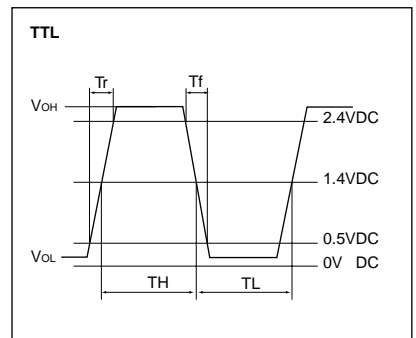 TTL
Tr Tf
VOH
2.4VDC
1.4VDC
0.5VDC
VOL
0V DC
TH TL